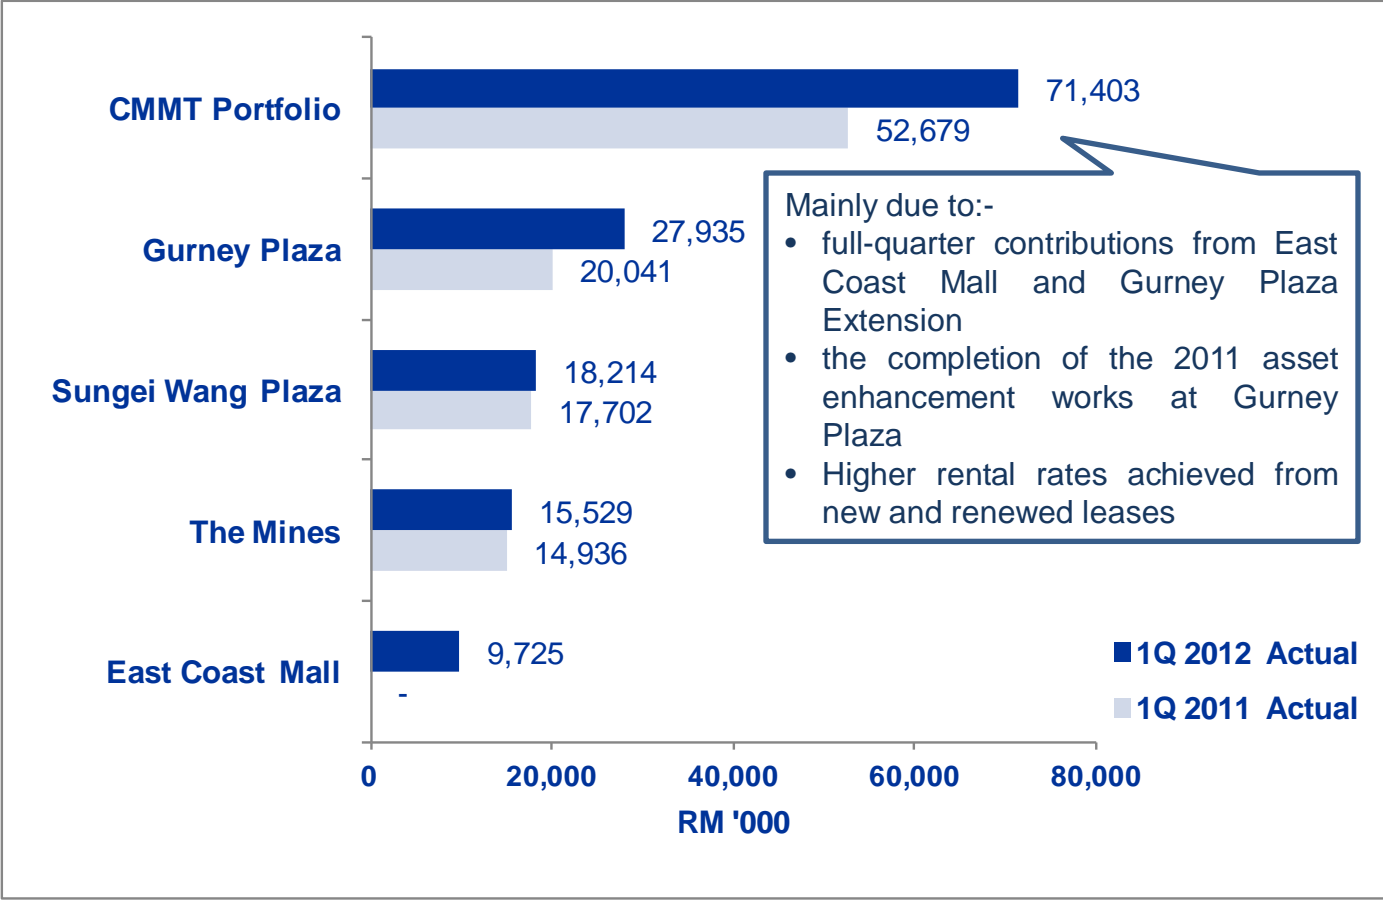 CMMT Portfolio
71,403
52,679
Gurney Plaza
27,935
20,041
Sungei Wang Plaza
18,214
17,702
The Mines
15,529
14,936
East Coast Mall
9,725
-
Mainly due to:-
• full-quarter contributions from East
Coast Mall and Gurney Plaza
Extension
• the completion of the 2011 asset
enhancement works at Gurney
Plaza
• Higher rental rates achieved from
new and renewed leases
1Q 2012 Actual
1Q 2011 Actual
0 20,000 40,000 60,000 80,000
RM '000